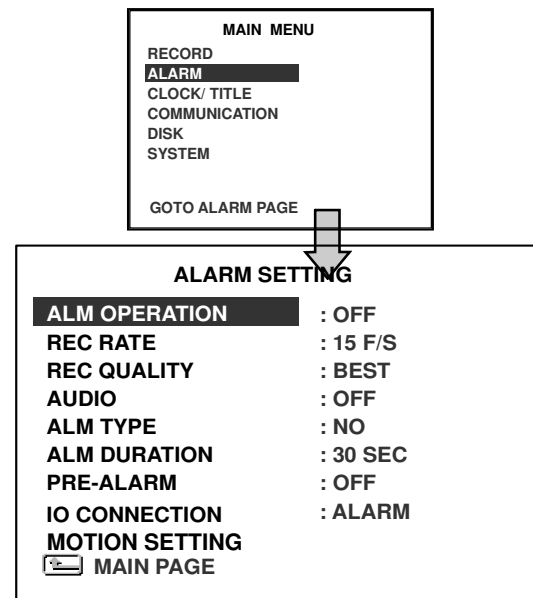 MAIN MENU
RECORD
ALARM
CLOCK/ TITLE
COMMUNICATION
DISK
SYSTEM
GOTO ALARM PAGE
ALARM SETTING
ALM OPERATION : OFF
REC RATE : 15 F/S
REC QUALITY : BEST
AUDIO : OFF
ALM TYPE : NO
ALM DURATION : 30 SEC
PRE-ALARM : OFF
IO CONNECTION : ALARM
MOTION SETTING
MAIN PAGE